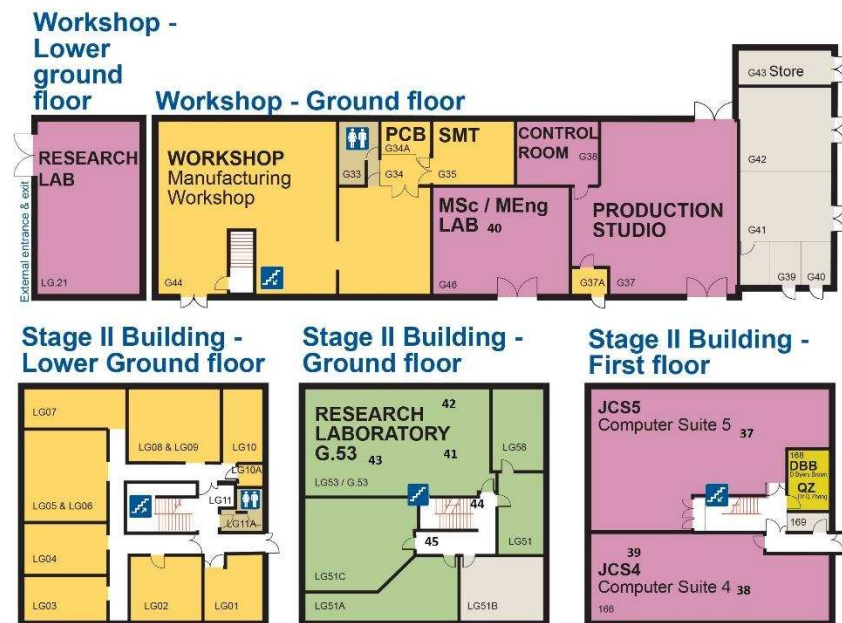 Workshop -
Lower
ground
floor
RESEARCH
LAB
LG.21
External entrance & exit
Workshop - Ground floor
WORKSHOP
Manufacturing
Workshop
G44
G33
PCB
G34A
G34
SMT
G35
CONTROL
ROOM
G38
MSc / MEng
LAB 40
G46
PRODUCTION
STUDIO
G37A
G37
G43 Store
G42
G41
G39
G40
Stage II Building -
Lower Ground floor
LG07
LG08 & LG09
LG10
LG10A
LG05 & LG06
LG11
LG11A
LG04
LG03
LG02
LG01
Stage II Building -
Ground floor
RESEARCH
LABORATORY
G.53
42
41
43
LG53 / G.53
LG58
44
45
LG51
LG51C
LG51A
LG51B
Stage II Building -
First floor
JCS5
Computer Suite 5
37
168
DBB
QZ
169
39
JCS4
Computer Suite 4
38
166